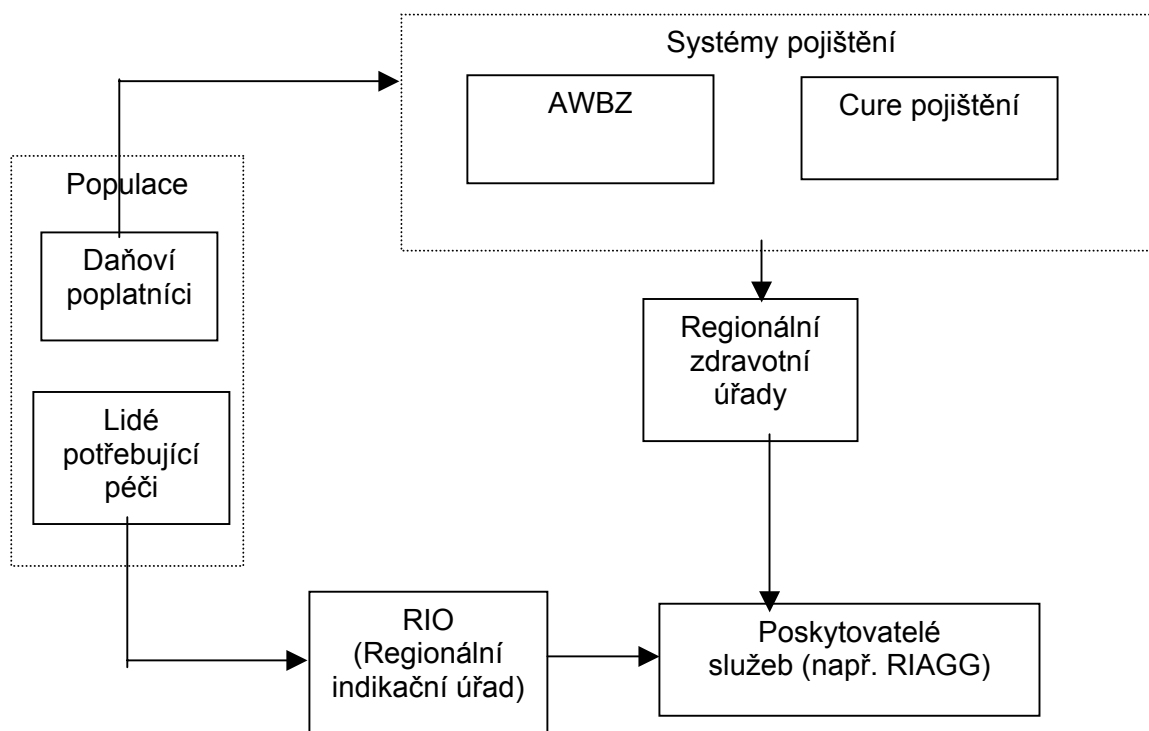 Systémy pojištění
AWBZ
Cure pojištění
Populace
Daňoví
poplatníci
Regionální
zdravotní
úřady
Lidé
potřebující
péči
RIO
(Regionální
indikační úřad)
Poskytovatelé
služeb (např. RIAGG)